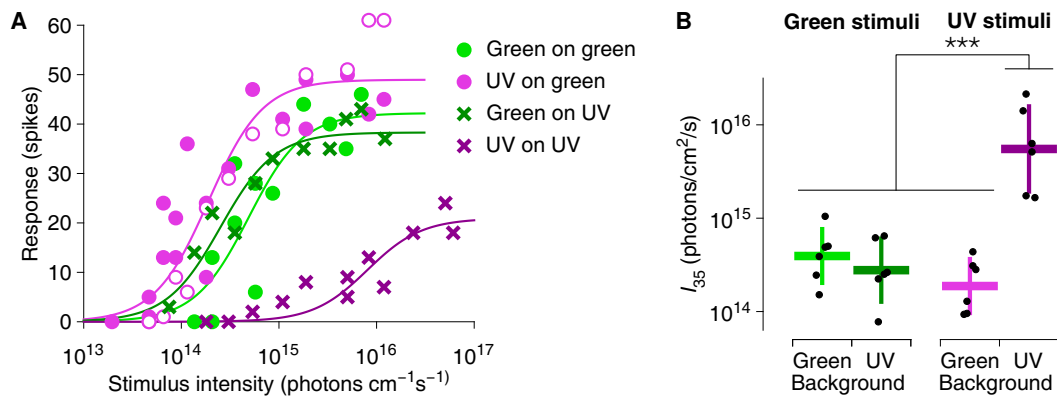 A
Response (spikes)
60
50
40
30
20
10
0
10^13
10^14
10^15
10^16
10^17
Stimulus intensity (photons cm⁻¹s⁻¹)
Green on green
UV on green
Green on UV
UV on UV
B
Green stimuli
UV stimuli
***
I₃₅ (photons/cm²/s)
10^16
10^15
10^14
Green UV
Background
Green UV
Background